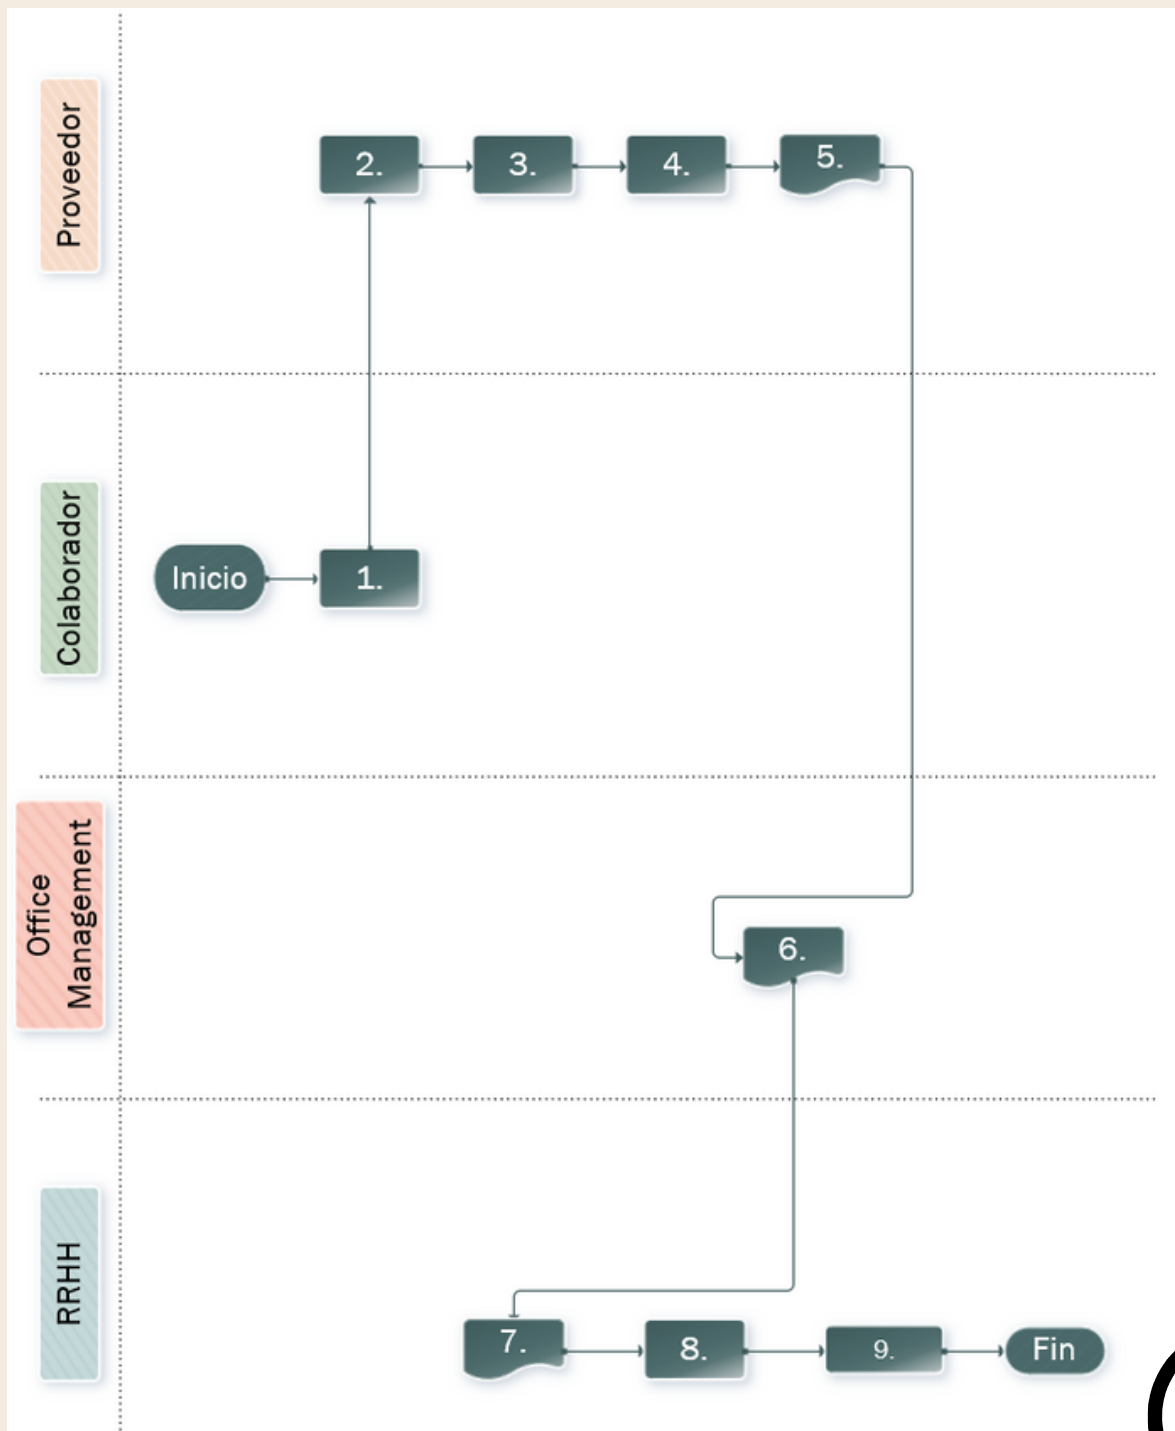 Proveedor
2.
3.
4.
5.
Colaborador
Inicio
1.
Office
Management
6.
RRHH
7.
8.
9.
Fin